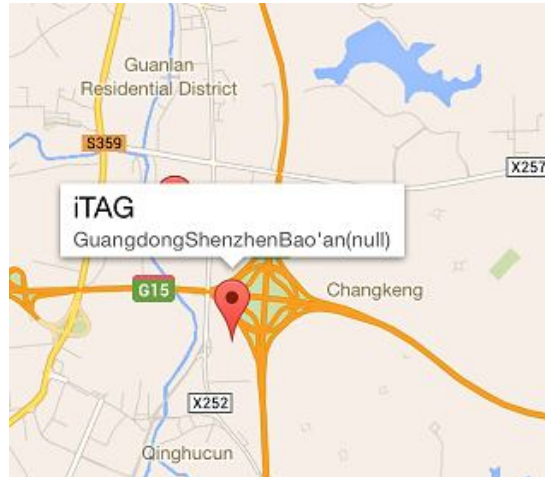 Guanlan
Residential District
S359
X257
iTAG
GuangdongShenzhenBao'an(null)
G15
Changkeng
X252
Qinghucun